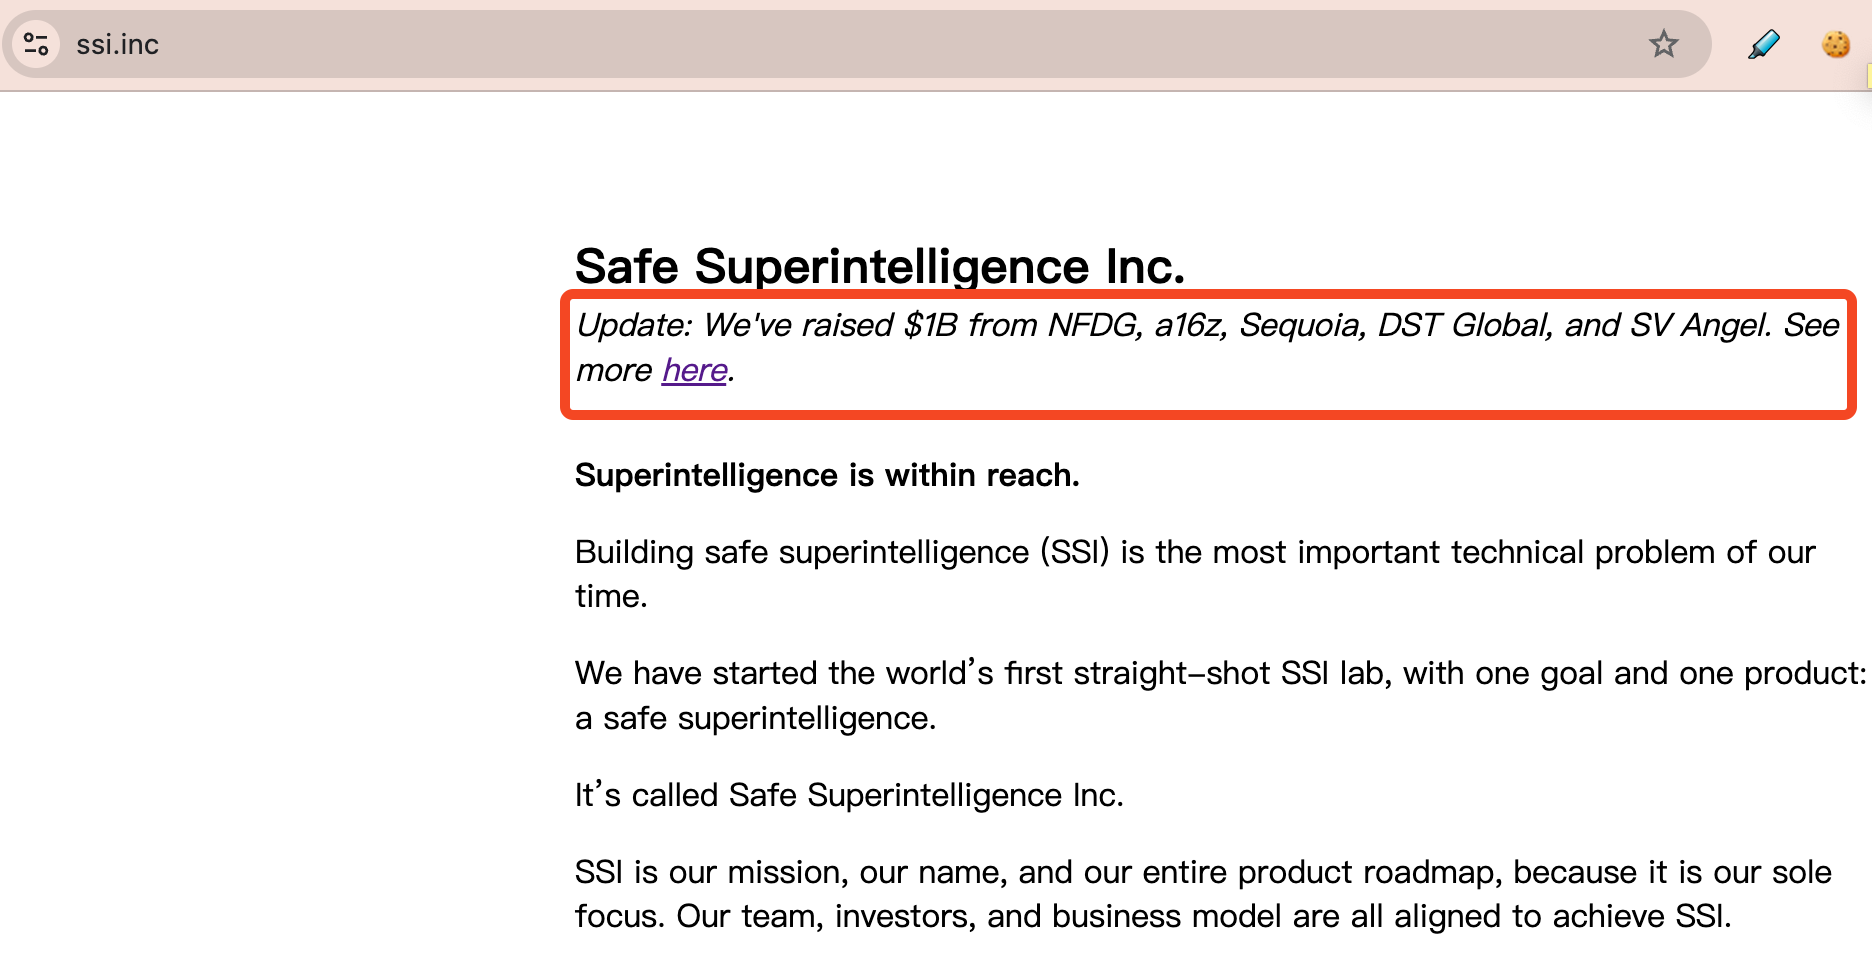 ssi.inc
Safe Superintelligence Inc.
Update: We've raised $1B from NFDG, a16z, Sequoia, DST Global, and SV Angel. See
more here.
Superintelligence is within reach.
Building safe superintelligence (SSI) is the most important technical problem of our
time.
We have started the world’s first straight–shot SSI lab, with one goal and one product:
a safe superintelligence.
It’s called Safe Superintelligence Inc.
SSI is our mission, our name, and our entire product roadmap, because it is our sole
focus. Our team, investors, and business model are all aligned to achieve SSI.